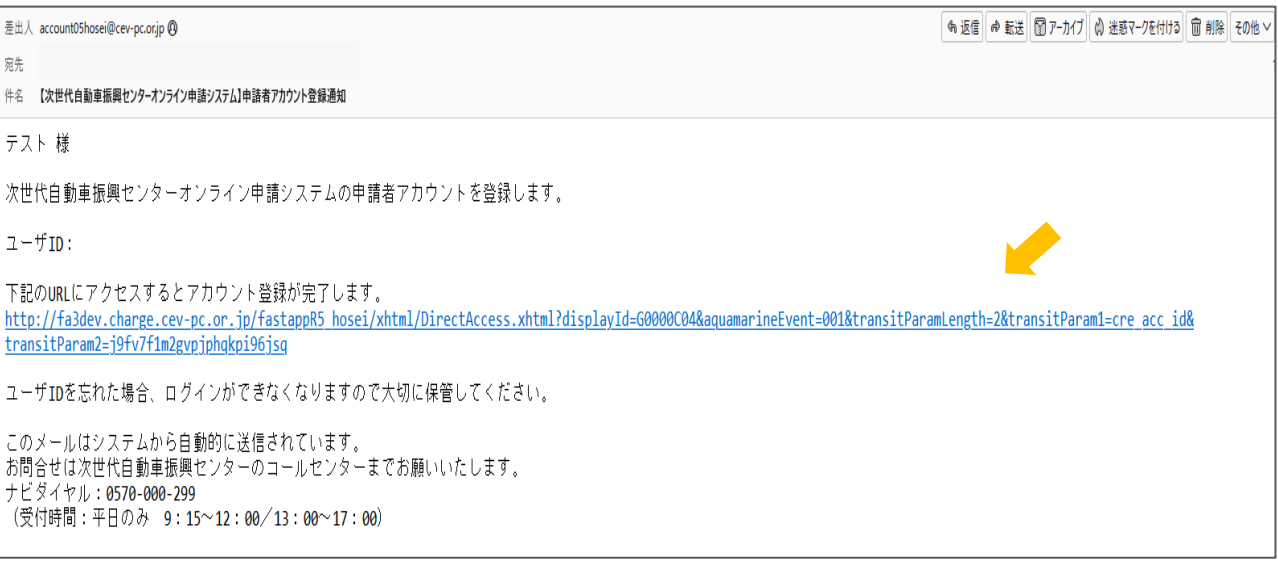 差出人 account05hosei@cev-pc.or.jp
返信 転送 アーカイブ 迷惑マークを付ける 削除 その他
宛先
件名 【次世代自動車振興センターオンライン申請システム】申請者アカウント登録通知
テスト 様
次世代自動車振興センターオンライン申請システムの申請者アカウントを登録します。
ユーザID:
下記のURLにアクセスするとアカウント登録が完了します。
http://fa3dev.charge.cev-pc.or.jp/fastappR5_hosei/xhtml/DirectAccess.xhtml?displayId=G0000C04&aquamarineEvent=001&transitParamLength=2&transitParam1=cre_acc_id&
transitParam2=j9fv7f1m2gvpjphqkpi96jsq
ユーザIDを忘れた場合、ログインができなくなりますので大切に保管してください。
このメールはシステムから自動的に送信されています。
お問合せは次世代自動車振興センターのコールセンターまでお願いいたします。
ナビダイヤル:0570-000-299
（受付時間:平日のみ 9:15～12:00／13:00～17:00）